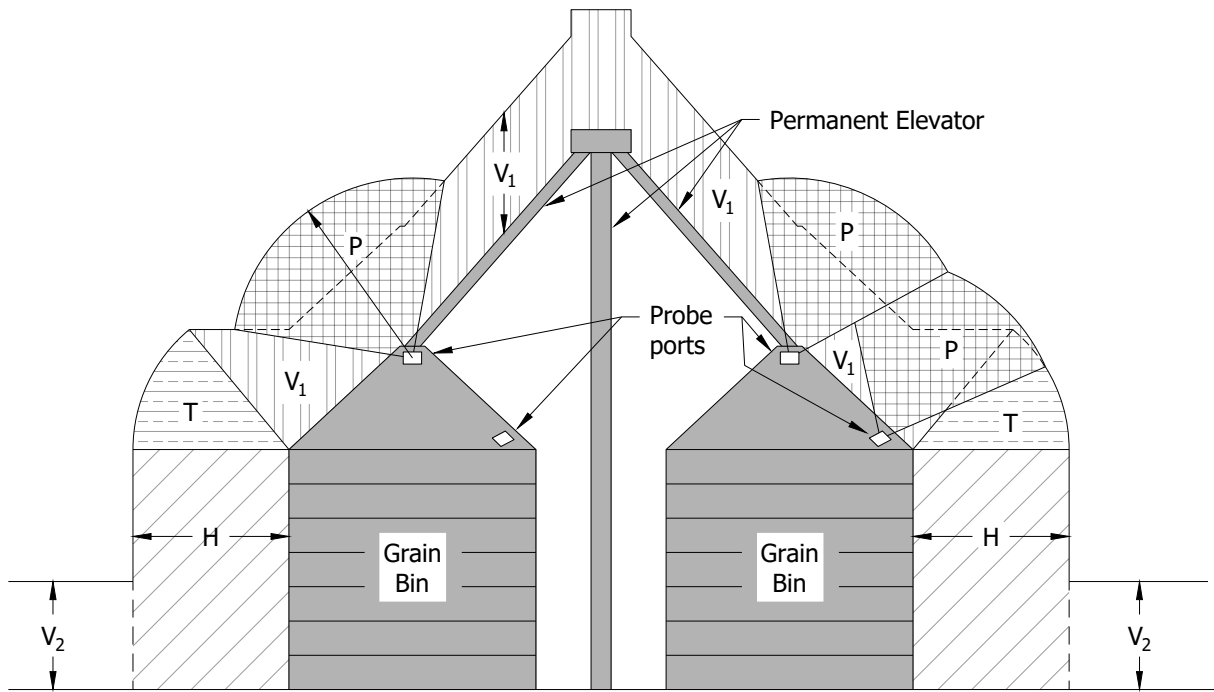 Permanent Elevator
V1
V1
P
P
Probe
ports
P
V1
V1
T
T
H
Grain
Bin
Grain
Bin
H
V2
V2